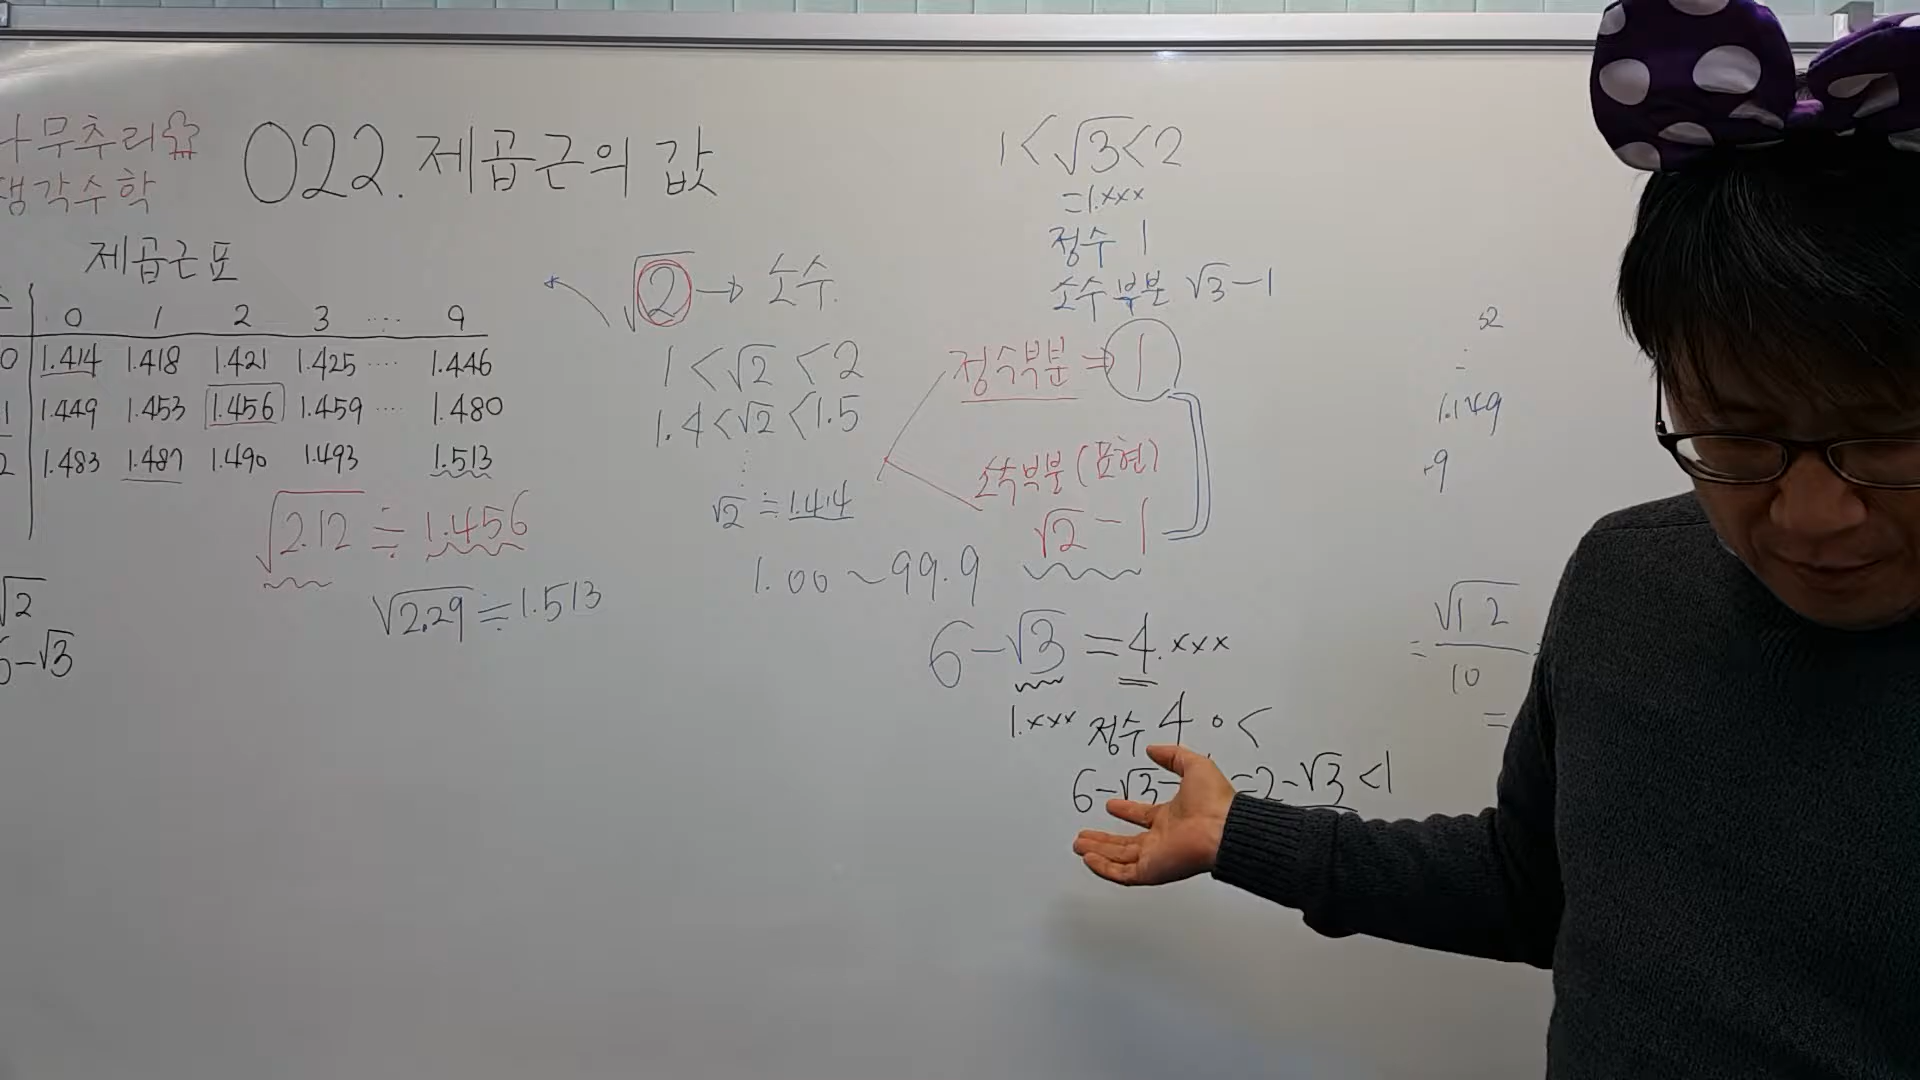 나무추리
생각수학
022. 제곱근의 값
제곱근표
0 1 2 3 .... 9
0 1.414 1.418 1.421 1.425 .... 1.446
1 1.449 1.453 1.456 1.459 .... 1.480
2 1.483 1.487 1.490 1.493 1.513
√2.12 ≒ 1.456
√2.29 ≒ 1.513
√2
6-√3
√2 → 소수
1 < √2 < 2
1.4 < √2 < 1.5
√2 ≒ 1.414
1.00 ~ 99.9
1 < √3 < 2
=1.×××
정수 1
소수 부분 √3-1
정수부분 ⇒ 1
소수부분 (표현)
√2-1
6-√3 = 4.×××
1.××× 정수 4 0 <
6-√3- =2-√3 <1
10